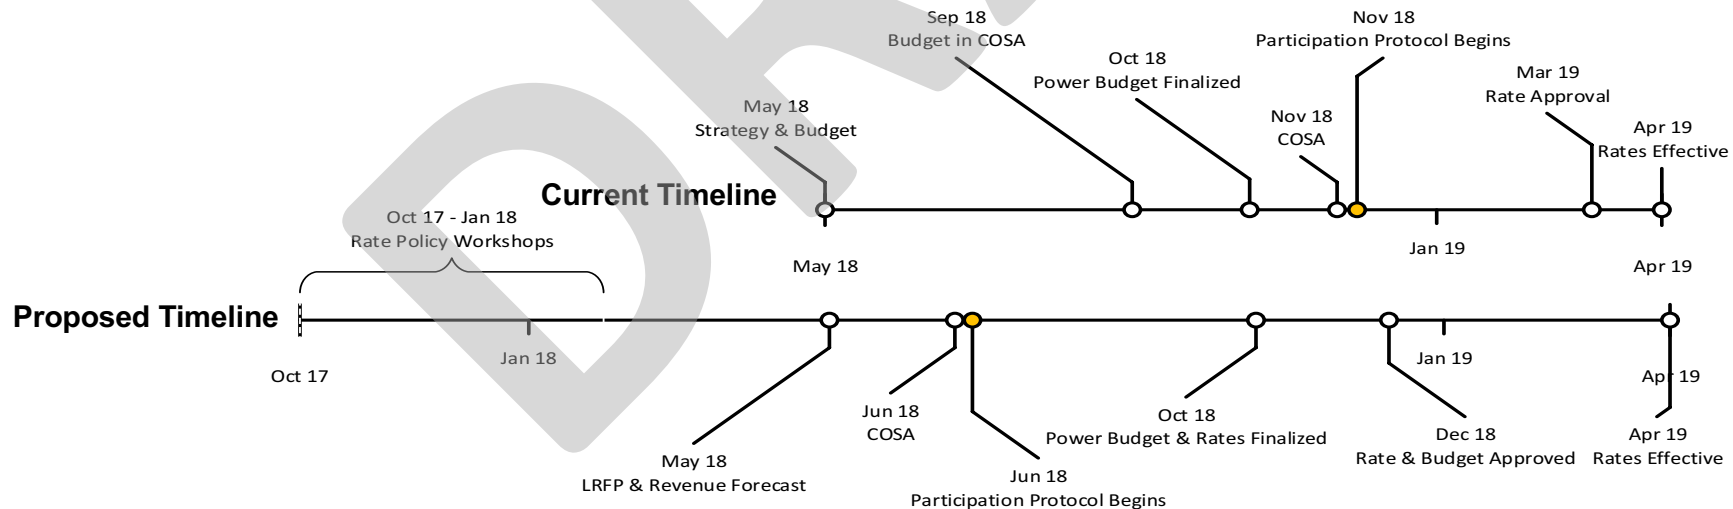 Sep 18
Budget in COSA
Nov 18
Participation Protocol Begins
Oct 18
Power Budget Finalized
Mar 19
Rate Approval
May 18
Strategy & Budget
Nov 18
COSA
Apr 19
Rates Effective
Current Timeline
Jan 19
May 18
Apr 19
Oct 17 - Jan 18
Rate Policy Workshops
Proposed Timeline
Oct 17
Jan 18
Jan 19
Apr 19
May 18
LRFP & Revenue Forecast
Jun 18
COSA
Jun 18
Participation Protocol Begins
Oct 18
Power Budget & Rates Finalized
Dec 18
Rate & Budget Approved
Apr 19
Rates Effective